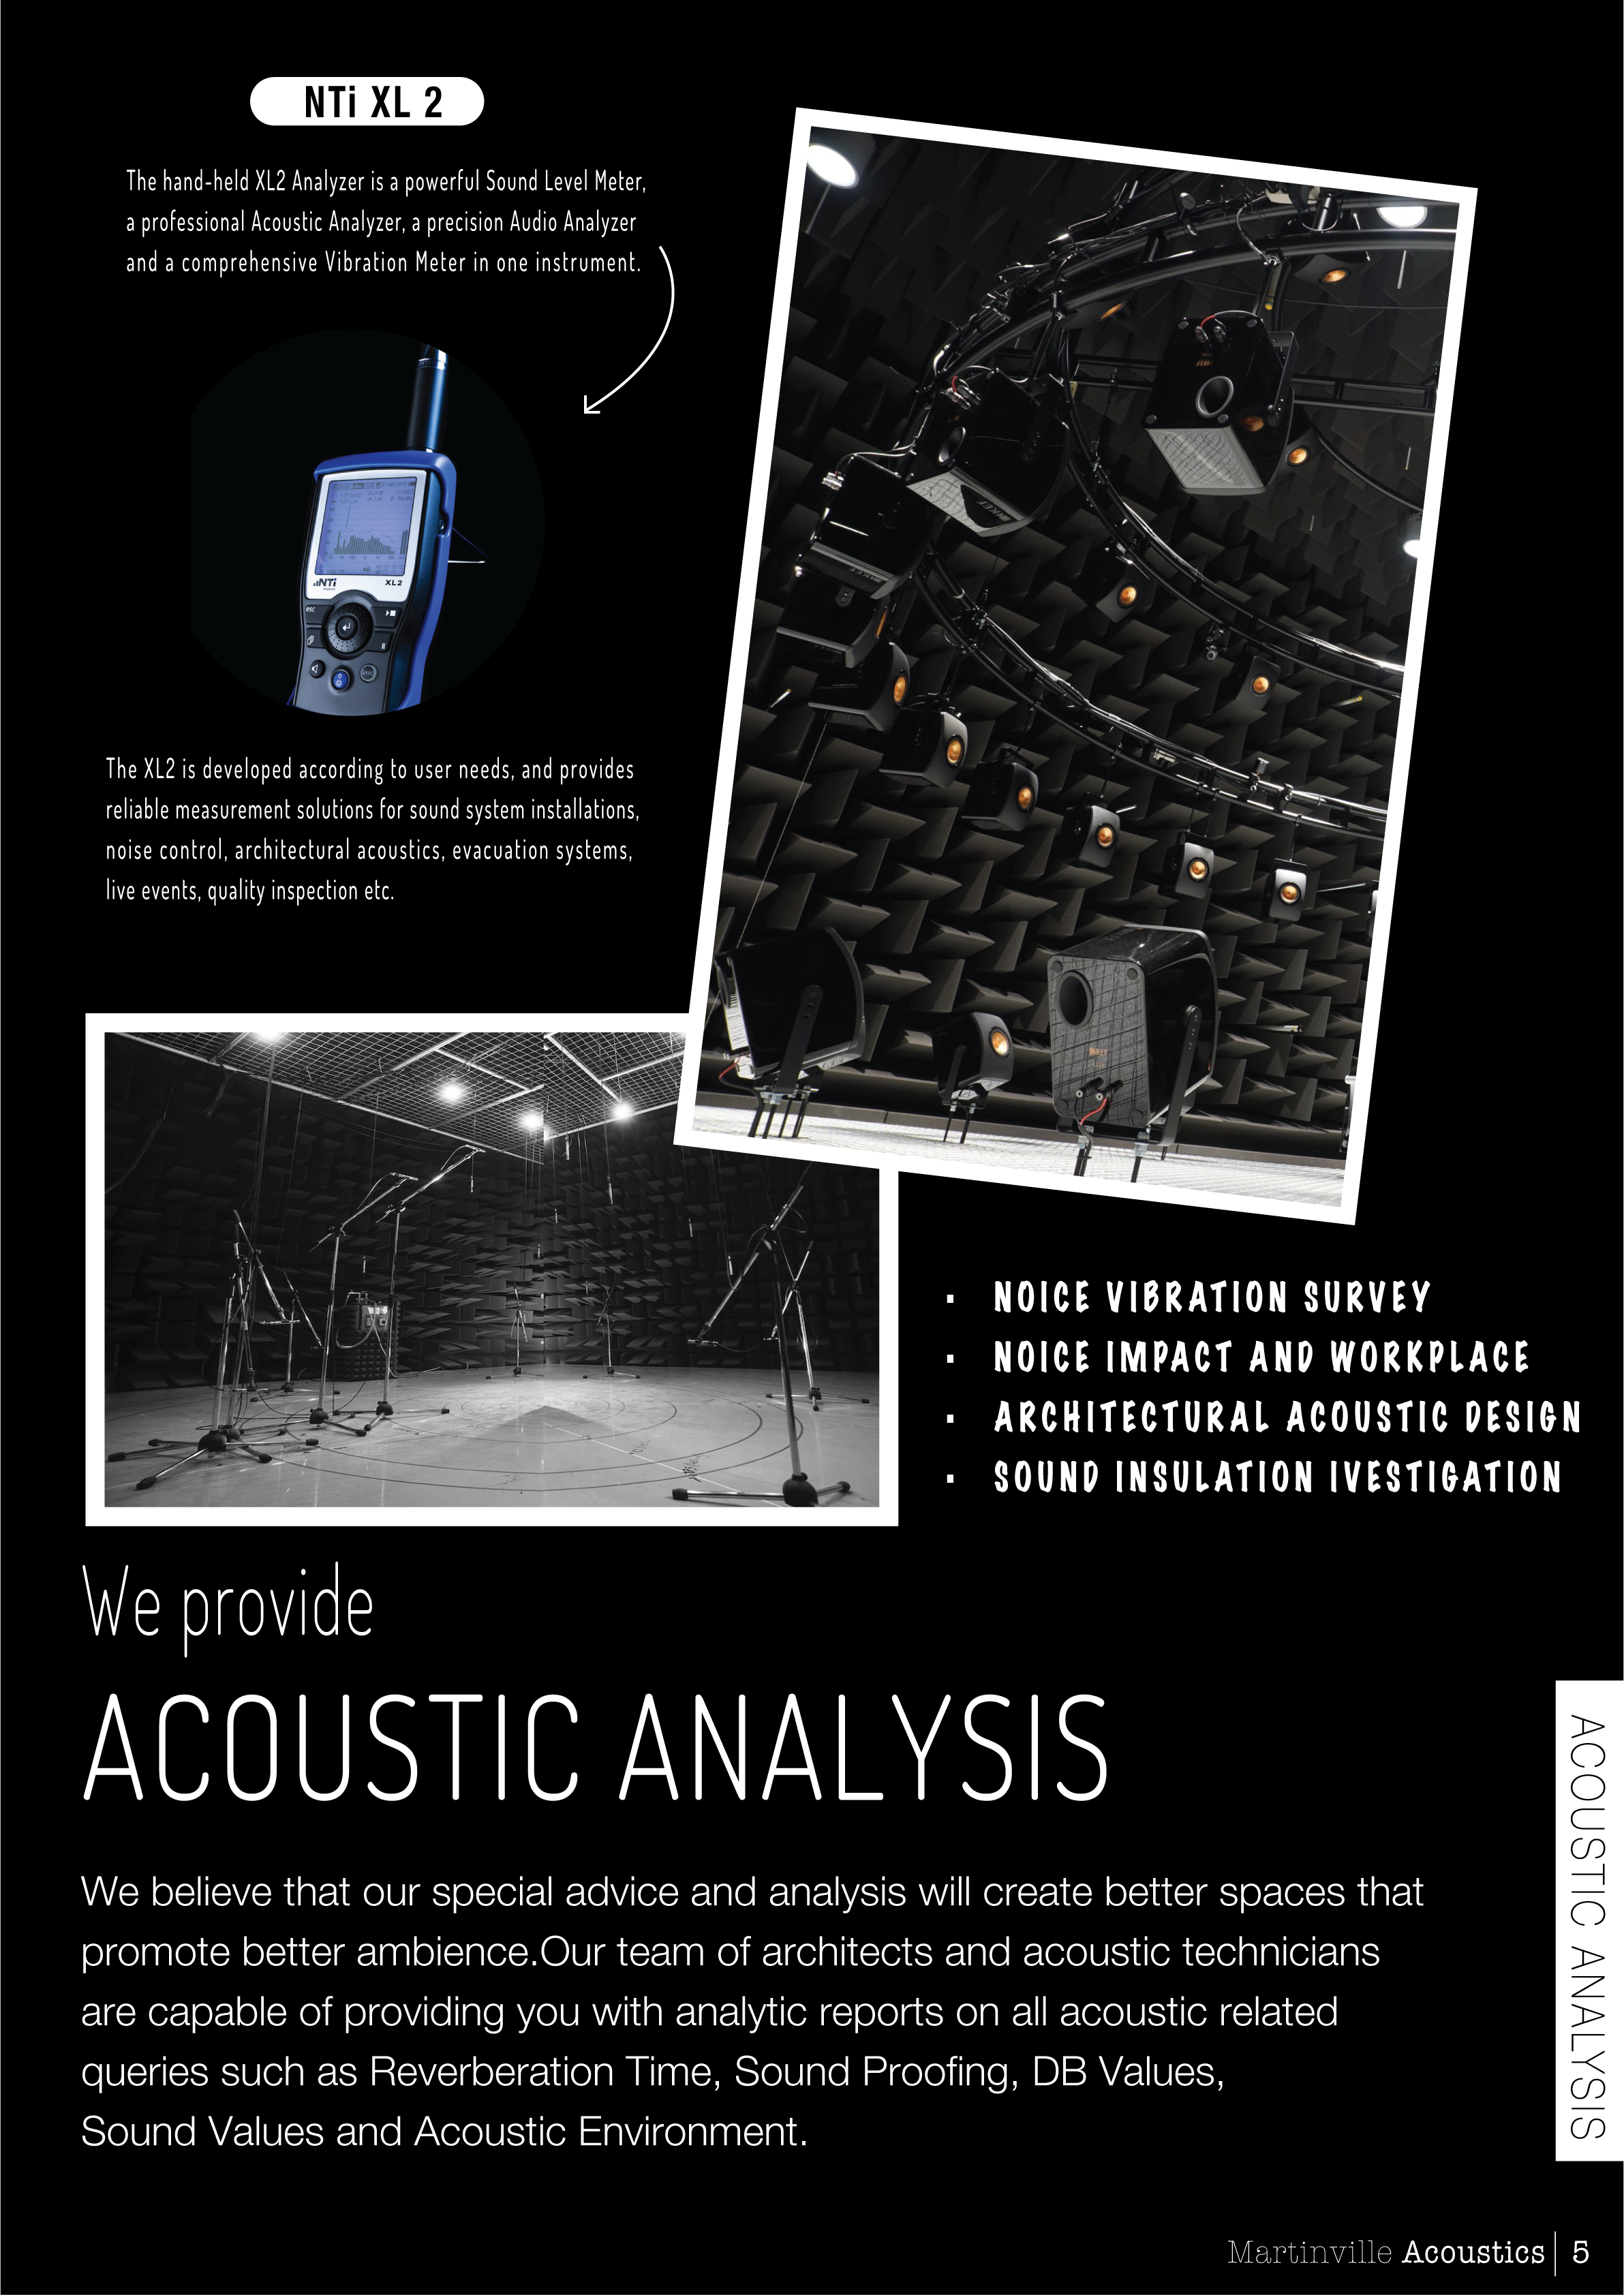 NTi XL 2
The hand-held XL2 Analyzer is a powerful Sound Level Meter,
a professional Acoustic Analyzer, a precision Audio Analyzer
and a comprehensive Vibration Meter in one instrument.
NTi
XL2
esc
The XL2 is developed according to user needs, and provides
reliable measurement solutions for sound system installations,
noise control, architectural acoustics, evacuation systems,
live events, quality inspection etc.
· NOICE VIBRATION SURVEY
· NOICE IMPACT AND WORKPLACE
· ARCHITECTURAL ACOUSTIC DESIGN
· SOUND INSULATION IVESTIGATION
We provide
ACOUSTIC ANALYSIS
We believe that our special advice and analysis will create better spaces that
promote better ambience.Our team of architects and acoustic technicians
are capable of providing you with analytic reports on all acoustic related
queries such as Reverberation Time, Sound Proofing, DB Values,
Sound Values and Acoustic Environment.
ACOUSTIC ANALYSIS
Martinville Acoustics | 5